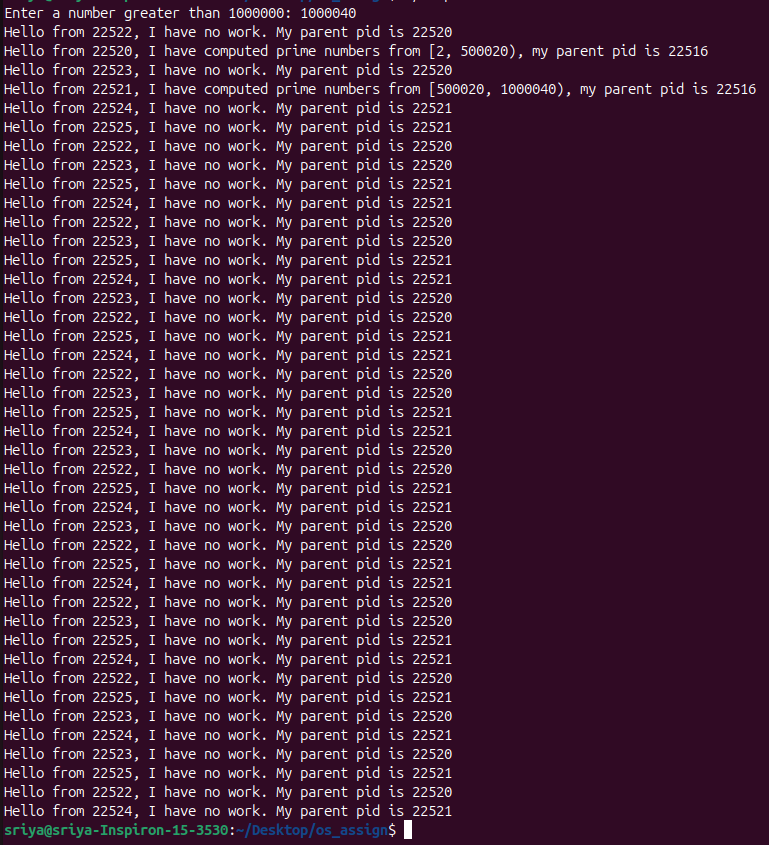 Enter a number greater than 1000000: 1000040
Hello from 22522, I have no work. My parent pid is 22520
Hello from 22520, I have computed prime numbers from [2, 500020), my parent pid is 22516
Hello from 22523, I have no work. My parent pid is 22520
Hello from 22521, I have computed prime numbers from [500020, 1000040), my parent pid is 22516
Hello from 22524, I have no work. My parent pid is 22521
Hello from 22525, I have no work. My parent pid is 22521
Hello from 22522, I have no work. My parent pid is 22520
Hello from 22523, I have no work. My parent pid is 22520
Hello from 22525, I have no work. My parent pid is 22521
Hello from 22524, I have no work. My parent pid is 22521
Hello from 22522, I have no work. My parent pid is 22520
Hello from 22523, I have no work. My parent pid is 22520
Hello from 22525, I have no work. My parent pid is 22521
Hello from 22524, I have no work. My parent pid is 22521
Hello from 22523, I have no work. My parent pid is 22520
Hello from 22522, I have no work. My parent pid is 22520
Hello from 22525, I have no work. My parent pid is 22521
Hello from 22524, I have no work. My parent pid is 22521
Hello from 22522, I have no work. My parent pid is 22520
Hello from 22523, I have no work. My parent pid is 22520
Hello from 22525, I have no work. My parent pid is 22521
Hello from 22524, I have no work. My parent pid is 22521
Hello from 22523, I have no work. My parent pid is 22520
Hello from 22522, I have no work. My parent pid is 22520
Hello from 22525, I have no work. My parent pid is 22521
Hello from 22524, I have no work. My parent pid is 22521
Hello from 22523, I have no work. My parent pid is 22520
Hello from 22522, I have no work. My parent pid is 22520
Hello from 22525, I have no work. My parent pid is 22521
Hello from 22524, I have no work. My parent pid is 22521
Hello from 22522, I have no work. My parent pid is 22520
Hello from 22523, I have no work. My parent pid is 22520
Hello from 22525, I have no work. My parent pid is 22521
Hello from 22524, I have no work. My parent pid is 22521
Hello from 22522, I have no work. My parent pid is 22520
Hello from 22525, I have no work. My parent pid is 22521
Hello from 22523, I have no work. My parent pid is 22520
Hello from 22524, I have no work. My parent pid is 22521
Hello from 22523, I have no work. My parent pid is 22520
Hello from 22525, I have no work. My parent pid is 22521
Hello from 22522, I have no work. My parent pid is 22520
Hello from 22524, I have no work. My parent pid is 22521
sriya@sriya-Inspiron-15-3530:~/Desktop/os_assign$